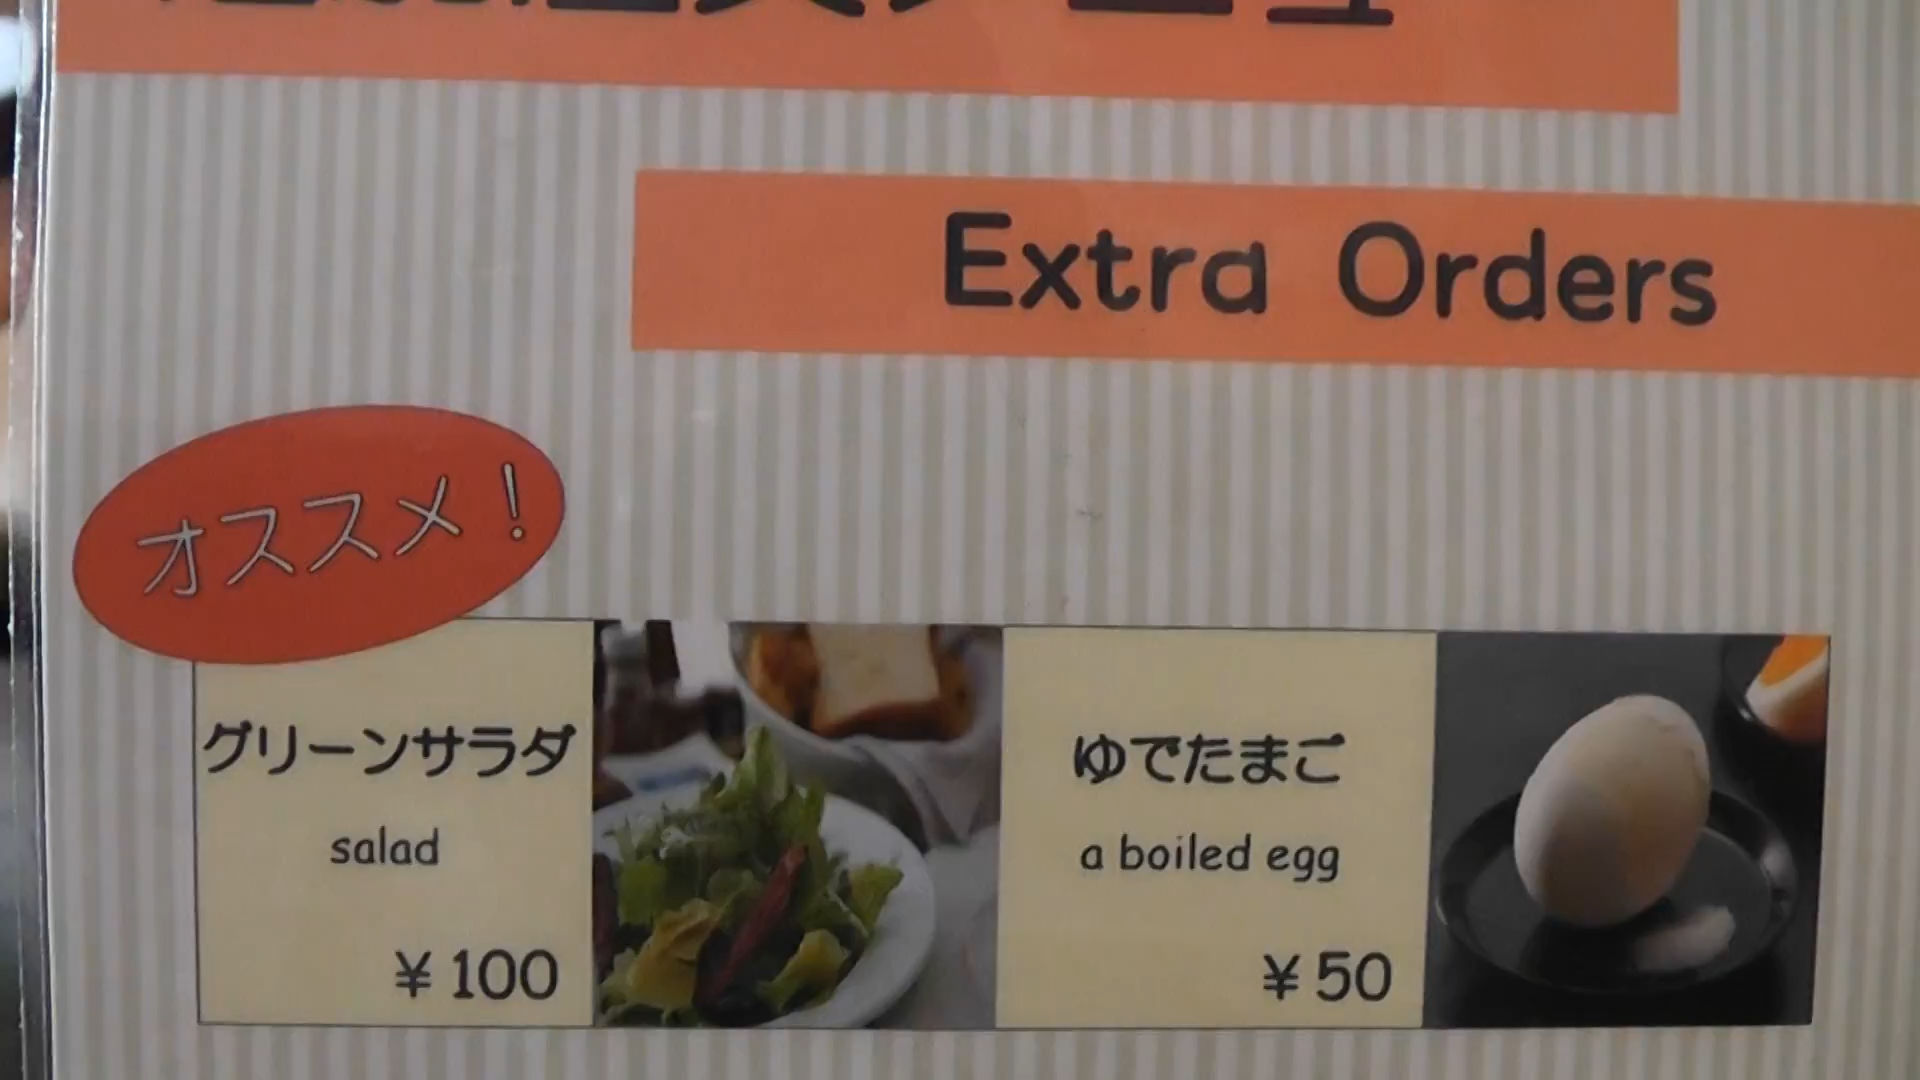 Extra Orders
オススメ！
グリーンサラダ
salad
￥100
ゆでたまご
a boiled egg
￥50